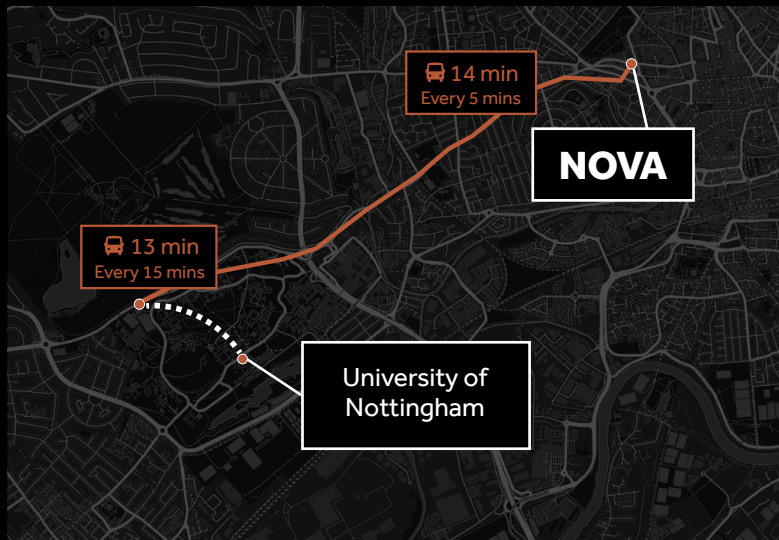 14 min
Every 5 mins
NOVA
13 min
Every 15 mins
University of
Nottingham